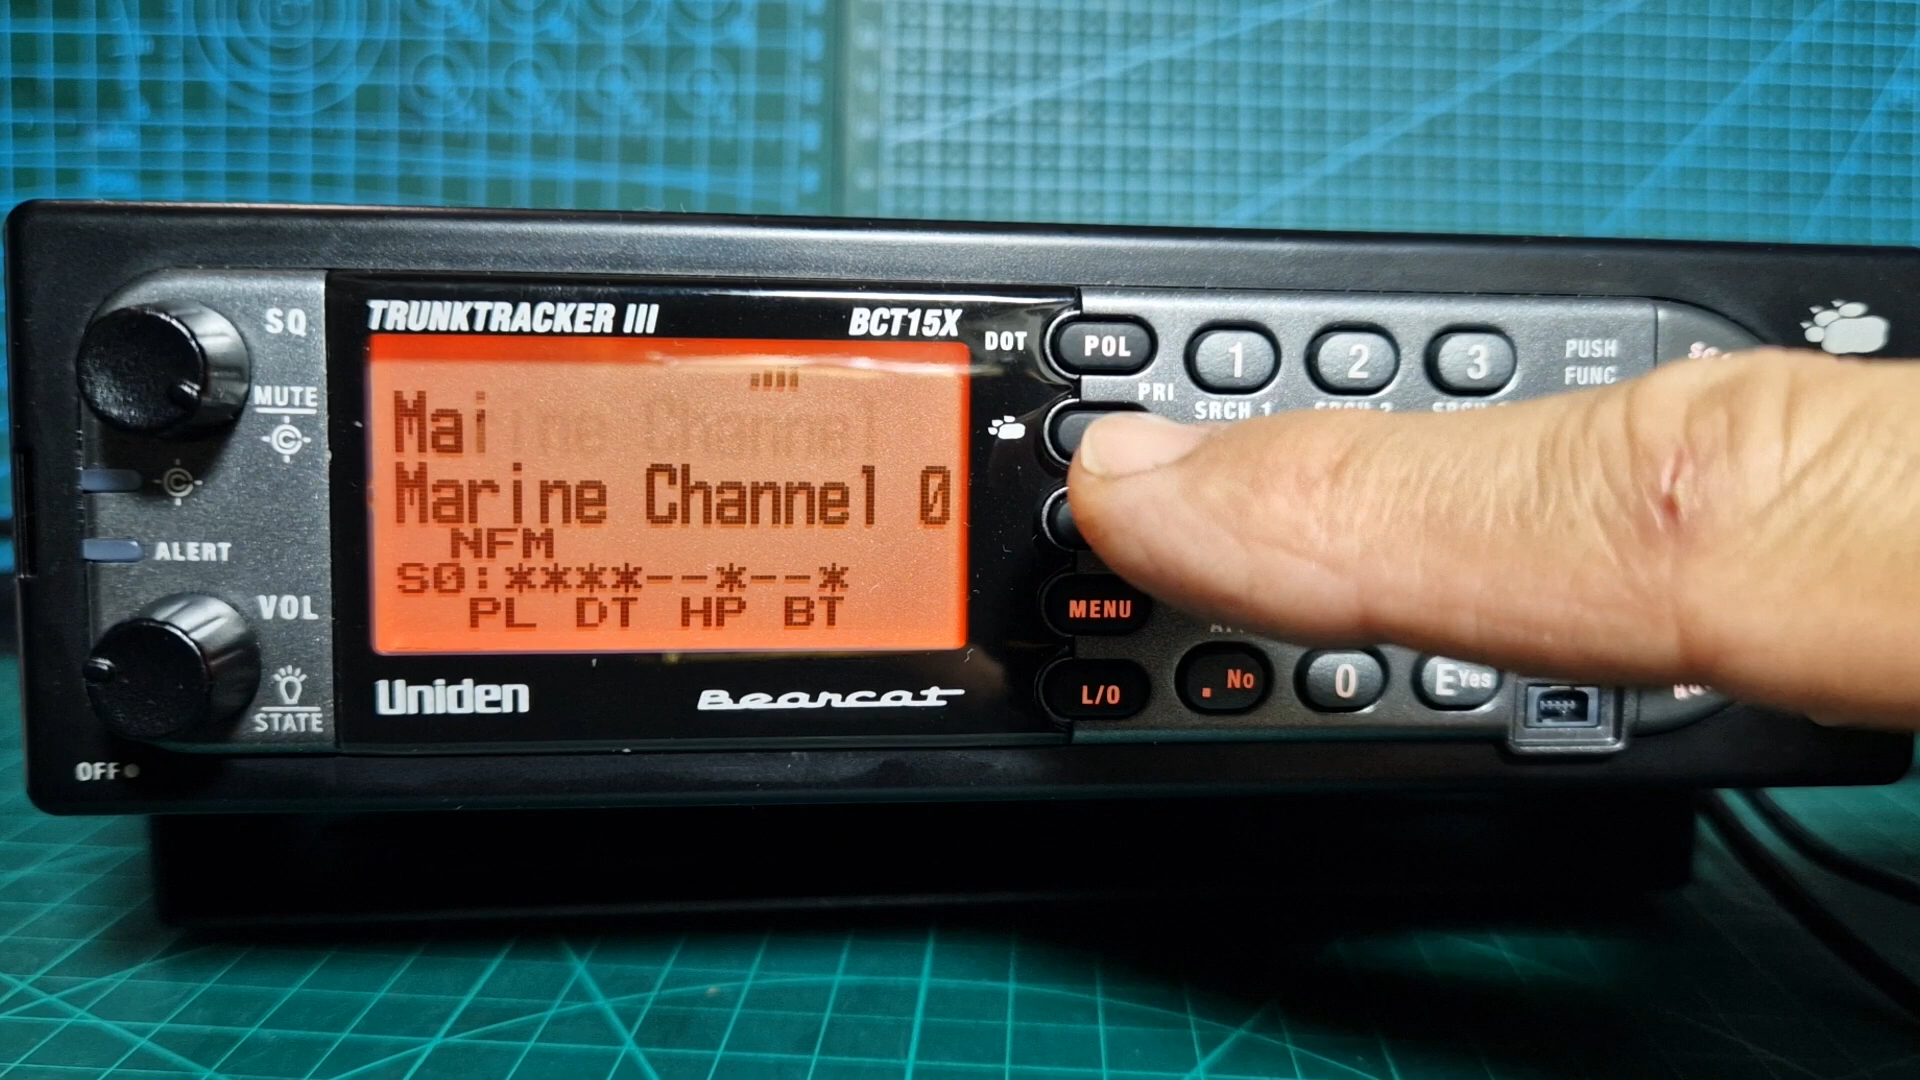 TRUNKTRACKER III BCT15X
SQ
MUTE
ALERT
VOL
STATE
OFF
Mai
Marine Channel 0
NFM
S0:****--*--*
PL DT HP BT
Uniden Bearcat
DOT POL
PRI
MENU
L/O
1 2 3
SRCH 1
PUSH
FUNC
. No 0 E Yes